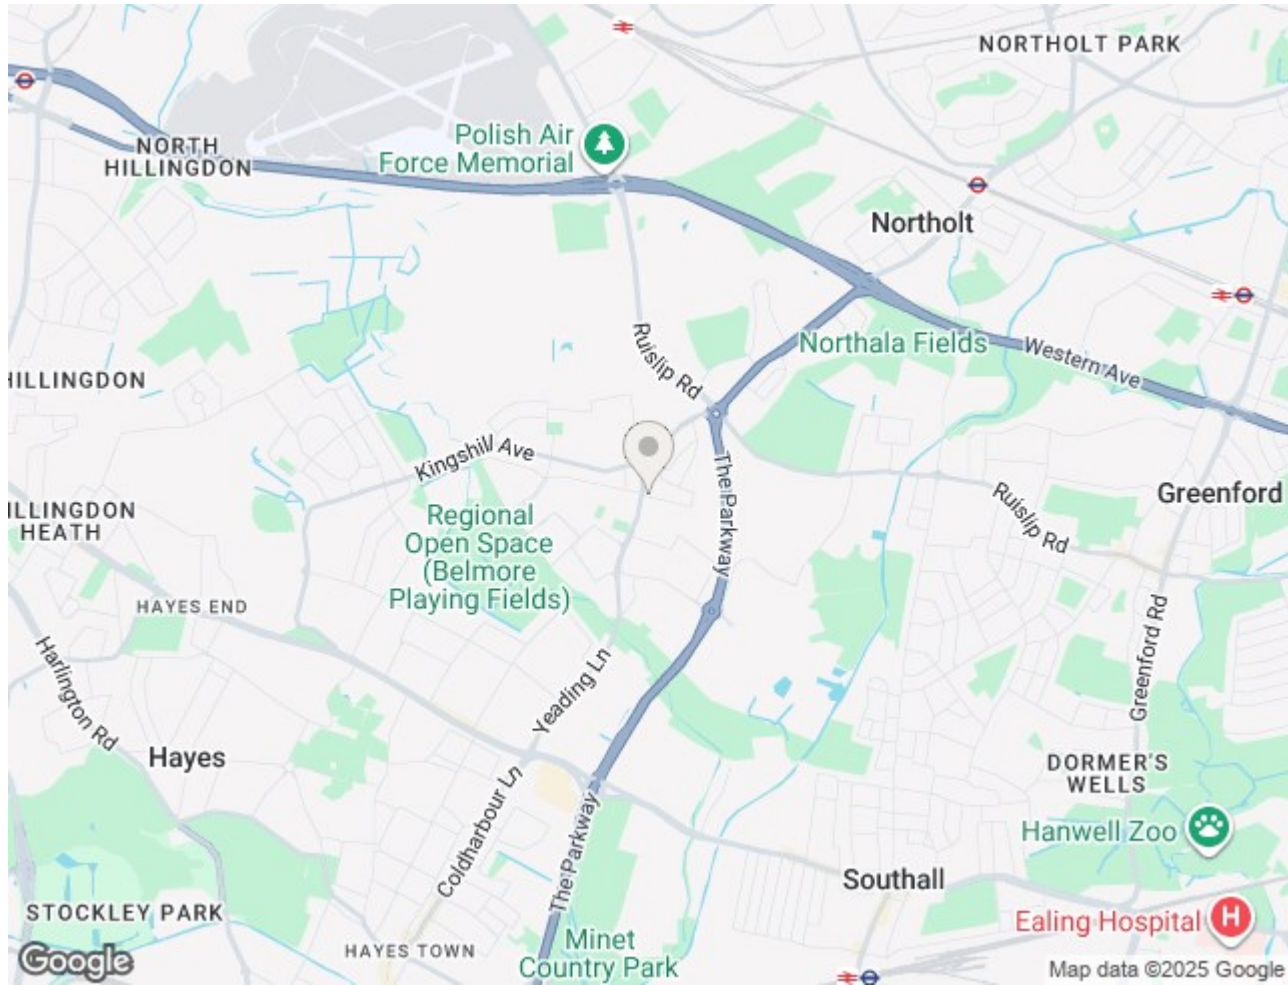 NORTHOLT PARK
Polish Air
Force Memorial
NORTH
HILLINGDON
Northolt
Ruislip Rd
Northala Fields
Western Ave
HILLINGDON
Kingshill Ave
The Parkway
Ruislip Rd
Greenford
ILLINGDON
HEATH
Regional
Open Space
(Belmore
Playing Fields)
HAYES END
Harlington Rd
Yeading Ln
Greenford Rd
Hayes
DORMER'S
WELLS
Coldharbour Ln
The Parkway
Hanwell Zoo
Southall
STOCKLEY PARK
Ealing Hospital
H
HAYES TOWN
Minet
Country Park
Google
Map data ©2025 Google